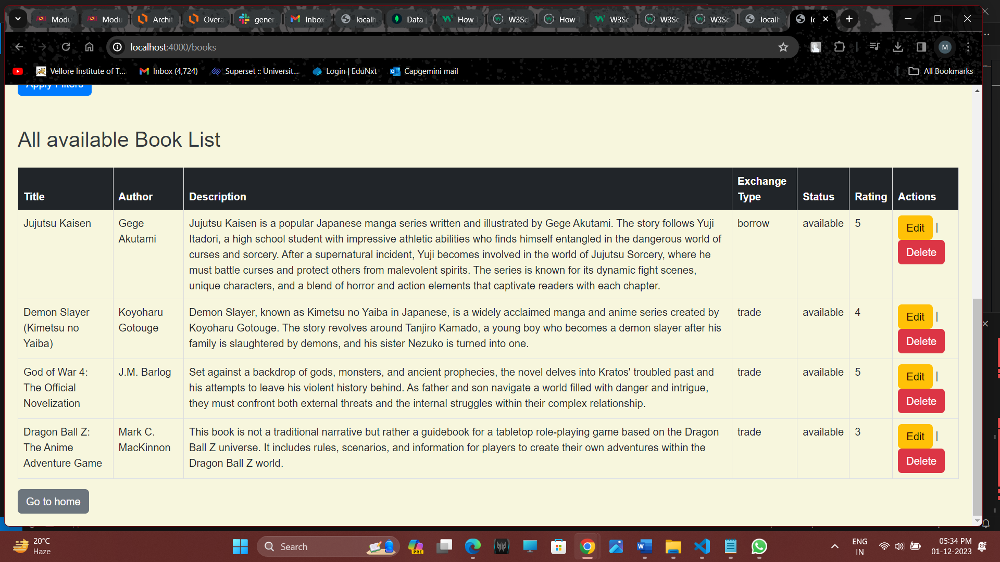 Modu
Modu
Archit
Overa
gener
Inbox
localh
Data |
How T
W3Sc
How T
W3Sc
W3Sc
W3Sc
localh
lo
localhost:4000/books
M
Vellore Institute of T...
Inbox (4,724)
Superset :: Universit...
Login | EduNxt
Capgemini mail
All Bookmarks
Apply Filters
All available Book List
Title
Author
Description
Exchange
Type
Status
Rating
Actions
Jujutsu Kaisen
Gege
Akutami
Jujutsu Kaisen is a popular Japanese manga series written and illustrated by Gege Akutami. The story follows Yuji
Itadori, a high school student with impressive athletic abilities who finds himself entangled in the dangerous world of
curses and sorcery. After a supernatural incident, Yuji becomes involved in the world of Jujutsu Sorcery, where he
must battle curses and protect others from malevolent spirits. The series is known for its dynamic fight scenes,
unique characters, and a blend of horror and action elements that captivate readers with each chapter.
borrow
available
5
Edit |
Delete
Demon Slayer
(Kimetsu no
Yaiba)
Koyoharu
Gotouge
Demon Slayer, known as Kimetsu no Yaiba in Japanese, is a widely acclaimed manga and anime series created by
Koyoharu Gotouge. The story revolves around Tanjiro Kamado, a young boy who becomes a demon slayer after his
family is slaughtered by demons, and his sister Nezuko is turned into one.
trade
available
4
Edit |
Delete
God of War 4:
The Official
Novelization
J.M. Barlog
Set against a backdrop of gods, monsters, and ancient prophecies, the novel delves into Kratos' troubled past and
his attempts to leave his violent history behind. As father and son navigate a world filled with danger and intrigue,
they must confront both external threats and the internal struggles within their complex relationship.
trade
available
5
Edit |
Delete
Dragon Ball Z:
The Anime
Adventure Game
Mark C.
MacKinnon
This book is not a traditional narrative but rather a guidebook for a tabletop role-playing game based on the Dragon
Ball Z universe. It includes rules, scenarios, and information for players to create their own adventures within the
Dragon Ball Z world.
trade
available
3
Edit |
Delete
Go to home
20°C
Haze
Search
PRE
ENG
IN
05:34 PM
01-12-2023